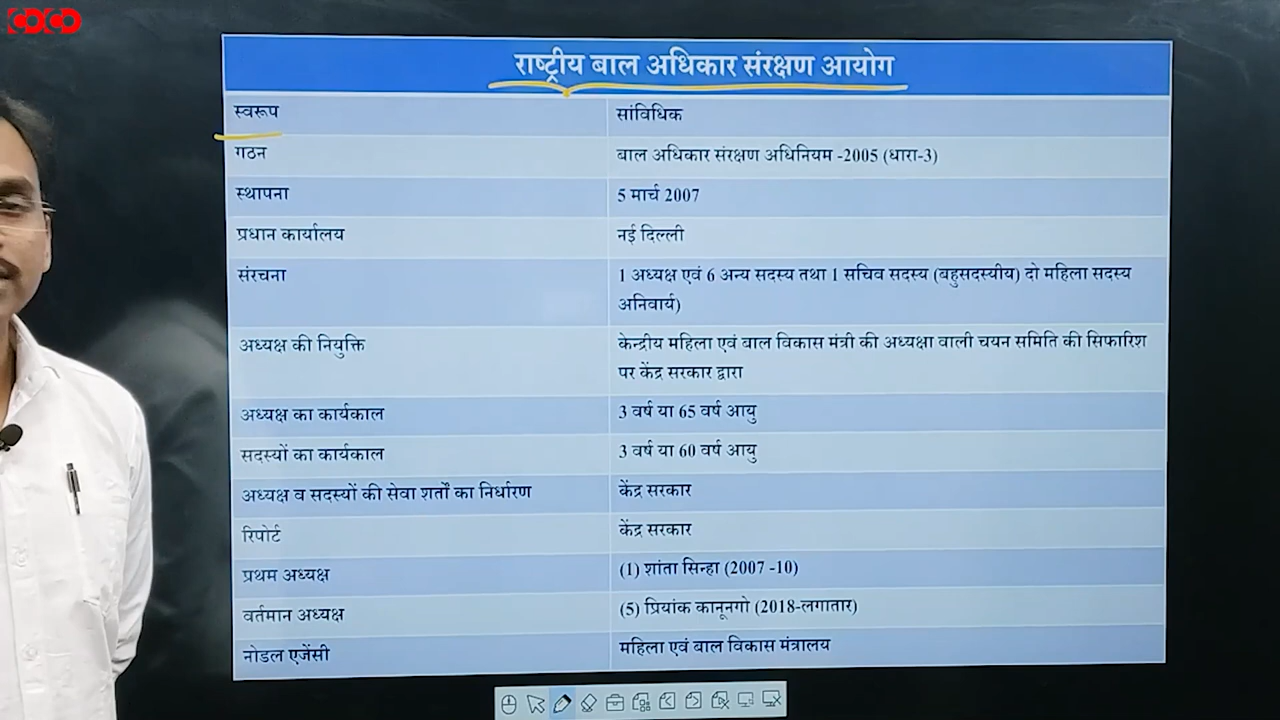 COCO
राष्ट्रीय बाल अधिकार संरक्षण आयोग
स्वरूप सांविधिक
गठन बाल अधिकार संरक्षण अधिनियम -2005 (धारा-3)
स्थापना 5 मार्च 2007
प्रधान कार्यालय नई दिल्ली
संरचना 1 अध्यक्ष एवं 6 अन्य सदस्य तथा 1 सचिव सदस्य (बहुसदस्यीय) दो महिला सदस्य
अनिवार्य)
अध्यक्ष की नियुक्ति केन्द्रीय महिला एवं बाल विकास मंत्री की अध्यक्षा वाली चयन समिति की सिफारिश
पर केंद्र सरकार द्वारा
अध्यक्ष का कार्यकाल 3 वर्ष या 65 वर्ष आयु
सदस्यों का कार्यकाल 3 वर्ष या 60 वर्ष आयु
अध्यक्ष व सदस्यों की सेवा शर्तों का निर्धारण केंद्र सरकार
रिपोर्ट केंद्र सरकार
प्रथम अध्यक्ष (1) शांता सिन्हा (2007 -10)
वर्तमान अध्यक्ष (5) प्रियांक कानूनगो (2018-लगातार)
नोडल एजेंसी महिला एवं बाल विकास मंत्रालय